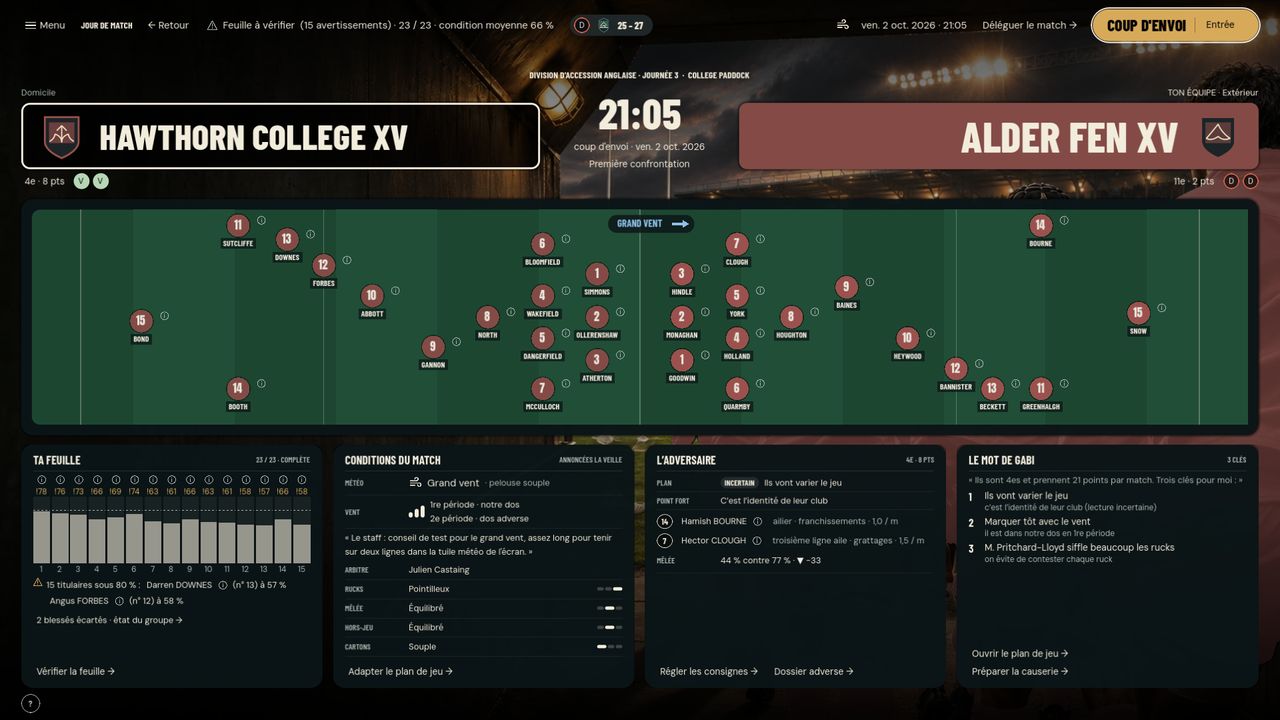 Menu
JOUR DE MATCH
← Retour
Feuille à vérifier (15 avertissements) · 23 / 23 · condition moyenne 66 %
D 25 – 27
ven. 2 oct. 2026 · 21:05
Déléguer le match →
COUP D'ENVOI Entrée
DIVISION D'ACCESSION ANGLAISE · JOURNÉE 3 · COLLEGE PADDOCK
Domicile
TON ÉQUIPE · Extérieur
HAWTHORN COLLEGE XV
21:05
coup d'envoi · ven. 2 oct. 2026
Première confrontation
ALDER FEN XV
4e · 8 pts V V
11e · 2 pts D D
GRAND VENT →
11 SUTCLIFFE
13 DOWNES
12 FORBES
10 ABBOTT
15 BOND
9 GANNON
14 BOOTH
8 NORTH
6 BLOOMFIELD
4 WAKEFIELD
5 DANGERFIELD
7 MCCULLOCH
1 SIMMONS
2 OLLERENSHAW
3 ATHERTON
3 HINDLE
2 MONAGHAN
1 GOODWIN
7 CLOUGH
5 YORK
4 HOLLAND
6 QUARMBY
8 HOUGHTON
9 BAINES
10 HEYWOOD
12 BANNISTER
13 BECKETT
11 GREENHALGH
14 BOURNE
15 SNOW
TA FEUILLE
23 / 23 · COMPLÈTE
!78 !76 !73 !66 !69 !74 !63 !61 !66 !63 !61 !58 !57 !66 !58
1 2 3 4 5 6 7 8 9 10 11 12 13 14 15
15 titulaires sous 80 % : Darren DOWNES (n° 13) à 57 %
Angus FORBES (n° 12) à 58 %
2 blessés écartés · état du groupe →
Vérifier la feuille →
CONDITIONS DU MATCH
ANNONCÉES LA VEILLE
MÉTÉO Grand vent · pelouse souple
VENT 1re période · notre dos
2e période · dos adverse
« Le staff : conseil de test pour le grand vent, assez long pour tenir
sur deux lignes dans la tuile météo de l'écran. »
ARBITRE Julien Castaing
RUCKS Pointilleux
MÊLÉE Équilibré
HORS-JEU Équilibré
CARTONS Souple
Adapter le plan de jeu →
L'ADVERSAIRE
4E · 8 PTS
PLAN INCERTAIN Ils vont varier le jeu
POINT FORT C'est l'identité de leur club
14 Hamish BOURNE ailier · franchissements · 1,0 / m
7 Hector CLOUGH troisième ligne aile · grattages · 1,5 / m
MÊLÉE 44 % contre 77 % · ▼ −33
Régler les consignes → Dossier adverse →
LE MOT DE GABI
3 CLÉS
« Ils sont 4es et prennent 21 points par match. Trois clés pour moi : »
1 Ils vont varier le jeu
c'est l'identité de leur club (lecture incertaine)
2 Marquer tôt avec le vent
il est dans notre dos en 1re période
3 M. Pritchard-Lloyd siffle beaucoup les rucks
on évite de contester chaque ruck
Ouvrir le plan de jeu →
Préparer la causerie →
?